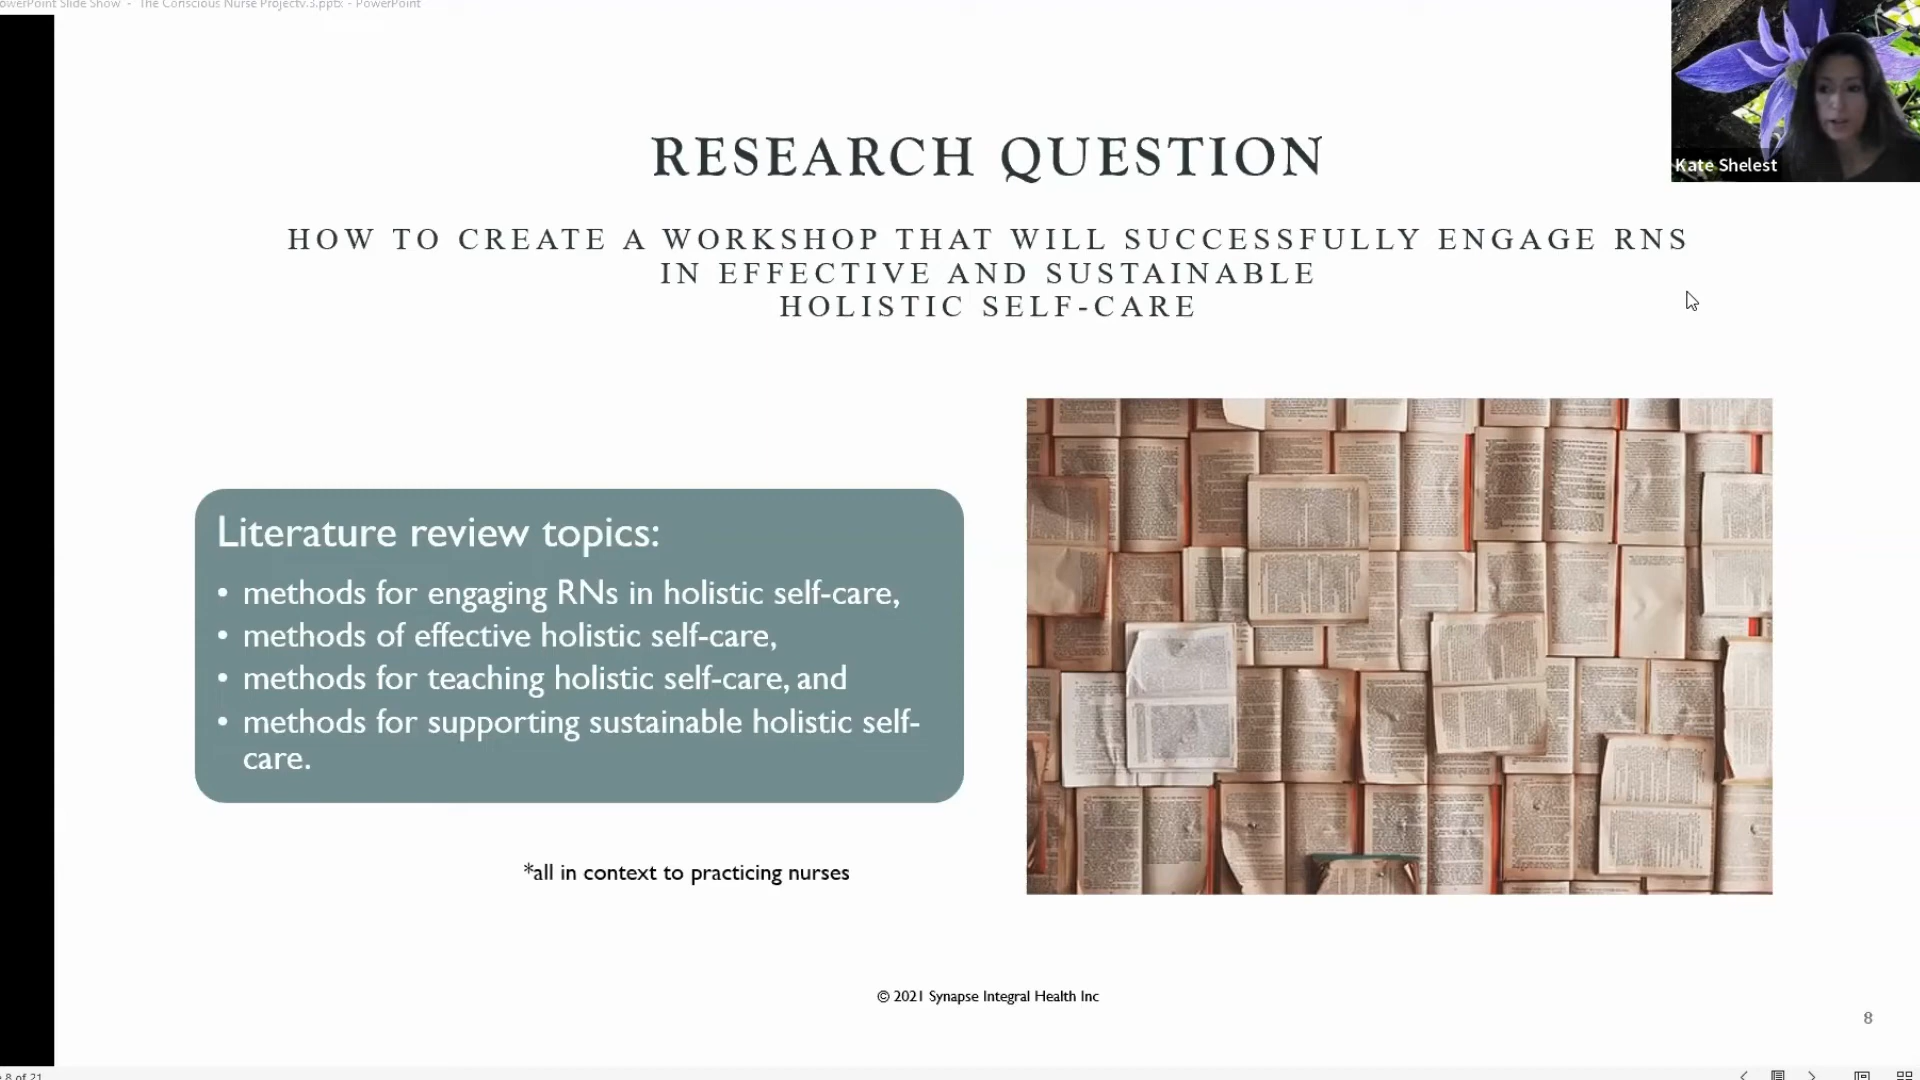 PowerPoint Slide Show - The Conscious Nurse Projectv.3.pptx - PowerPoint
Kate Shelest
RESEARCH QUESTION
HOW TO CREATE A WORKSHOP THAT WILL SUCCESSFULLY ENGAGE RNS
IN EFFECTIVE AND SUSTAINABLE
HOLISTIC SELF-CARE
Literature review topics:
• methods for engaging RNs in holistic self-care,
• methods of effective holistic self-care,
• methods for teaching holistic self-care, and
• methods for supporting sustainable holistic self-
care.
*all in context to practicing nurses
© 2021 Synapse Integral Health Inc
8
8 of 21